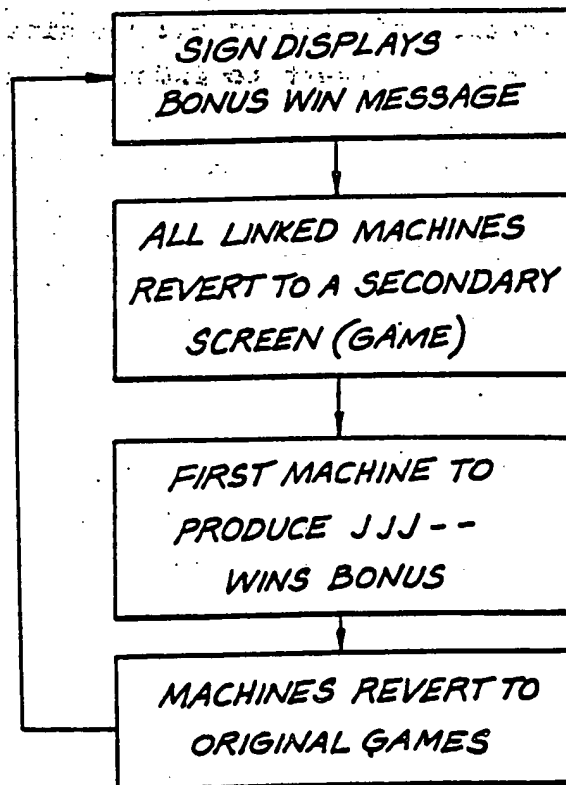 SIGN DISPLAYS
BONUS WIN MESSAGE
ALL LINKED MACHINES
REVERT TO A SECONDARY
SCREEN (GAME)
FIRST MACHINE TO
PRODUCE JJJ--
WINS BONUS
MACHINES REVERT TO
ORIGINAL GAMES